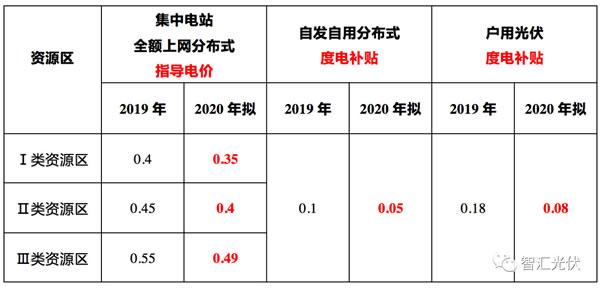 资源区
集中电站
全额上网分布式
指导电价
自发自用分布式
度电补贴
户用光伏
度电补贴
2019 年
2020 年拟
2019 年
2020 年拟
2019 年
2020 年拟
Ⅰ类资源区
0.4
0.35
0.1
0.05
0.18
0.08
Ⅱ类资源区
0.45
0.4
Ⅲ类资源区
0.55
0.49
智汇光伏